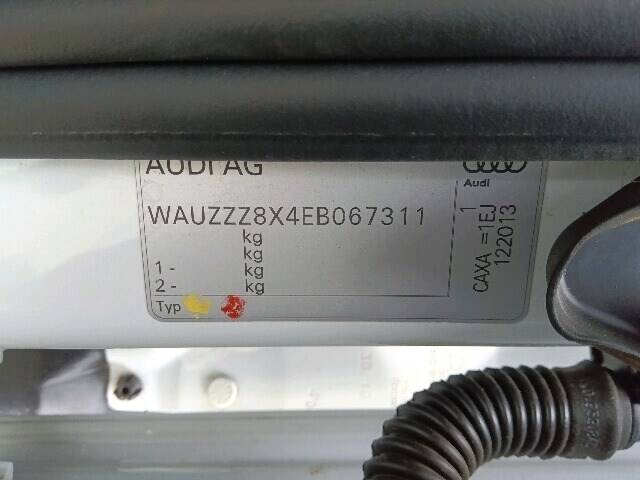 AUDI AG
Audi
WAUZZZ8X4EB067311
kg
kg
1 - kg
2 - kg
Typ
1
CAXA =1EJ
122013